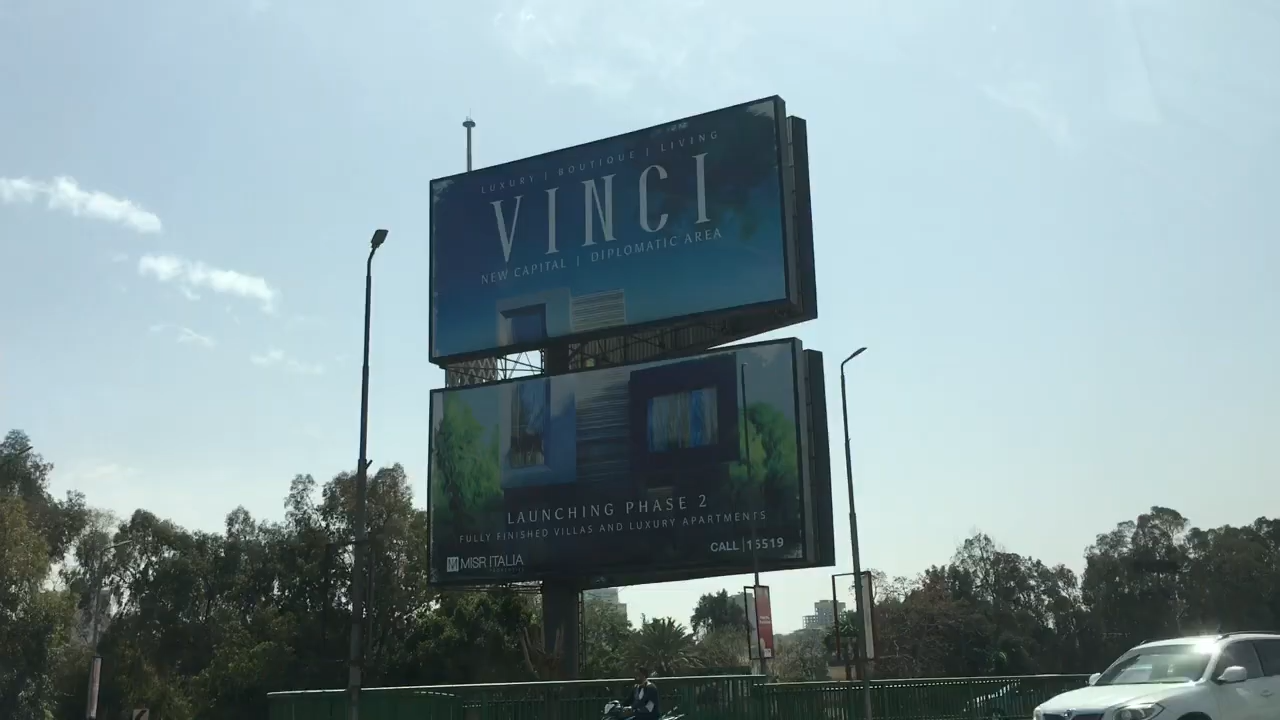 LUXURY | BOUTIQUE | LIVING
VINCI
NEW CAPITAL | DIPLOMATIC AREA
LAUNCHING PHASE 2
FULLY FINISHED VILLAS AND LUXURY APARTMENTS
MISR ITALIA
CALL | 16519